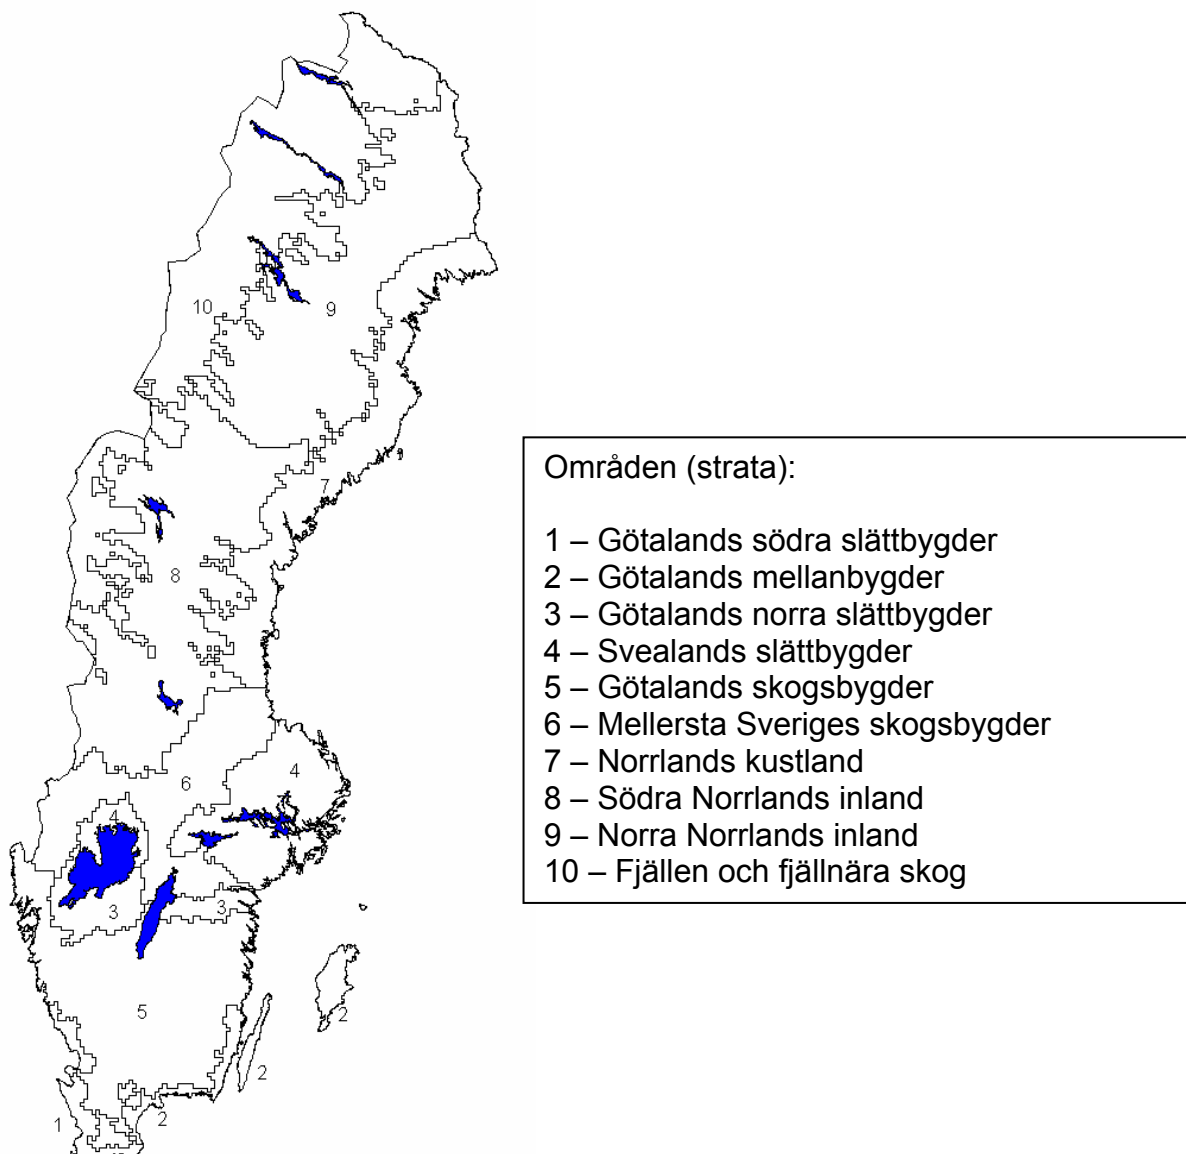 10
9
7
8
6
4
4
3
3
5
2
2
2
1
Områden (strata):
1 – Götalands södra slättbygder
2 – Götalands mellanbygder
3 – Götalands norra slättbygder
4 – Svealands slättbygder
5 – Götalands skogsbygder
6 – Mellersta Sveriges skogsbygder
7 – Norrlands kustland
8 – Södra Norrlands inland
9 – Norra Norrlands inland
10 – Fjällen och fjällnära skog